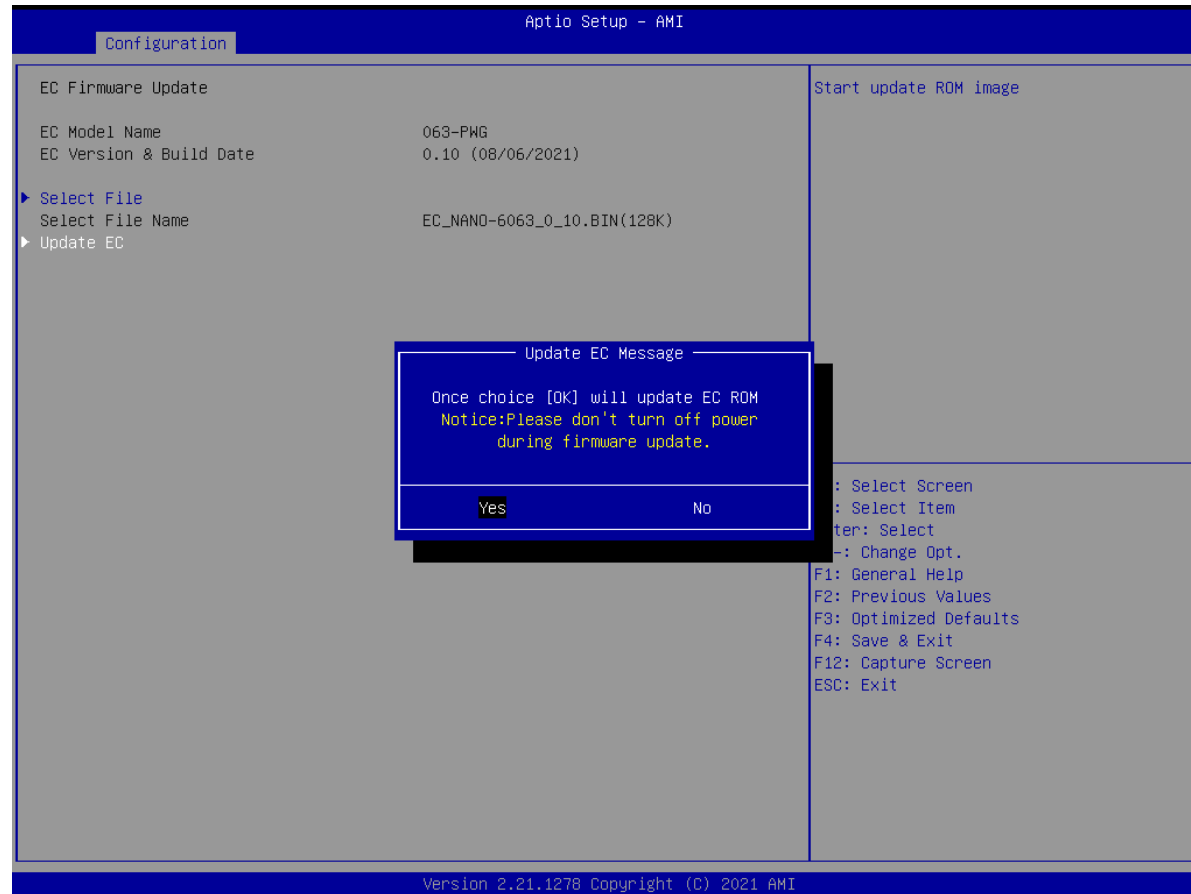 Aptio Setup – AMI
Configuration
EC Firmware Update
Start update ROM image
EC Model Name 063-PWG
EC Version & Build Date 0.10 (08/06/2021)
Select File
Select File Name EC_NANO-6063_0_10.BIN(128K)
Update EC
Update EC Message
Once choice [OK] will update EC ROM
Notice:Please don't turn off power
during firmware update.
Yes No
: Select Screen
: Select Item
ter: Select
-: Change Opt.
F1: General Help
F2: Previous Values
F3: Optimized Defaults
F4: Save & Exit
F12: Capture Screen
ESC: Exit
Version 2.21.1278 Copyright (C) 2021 AMI